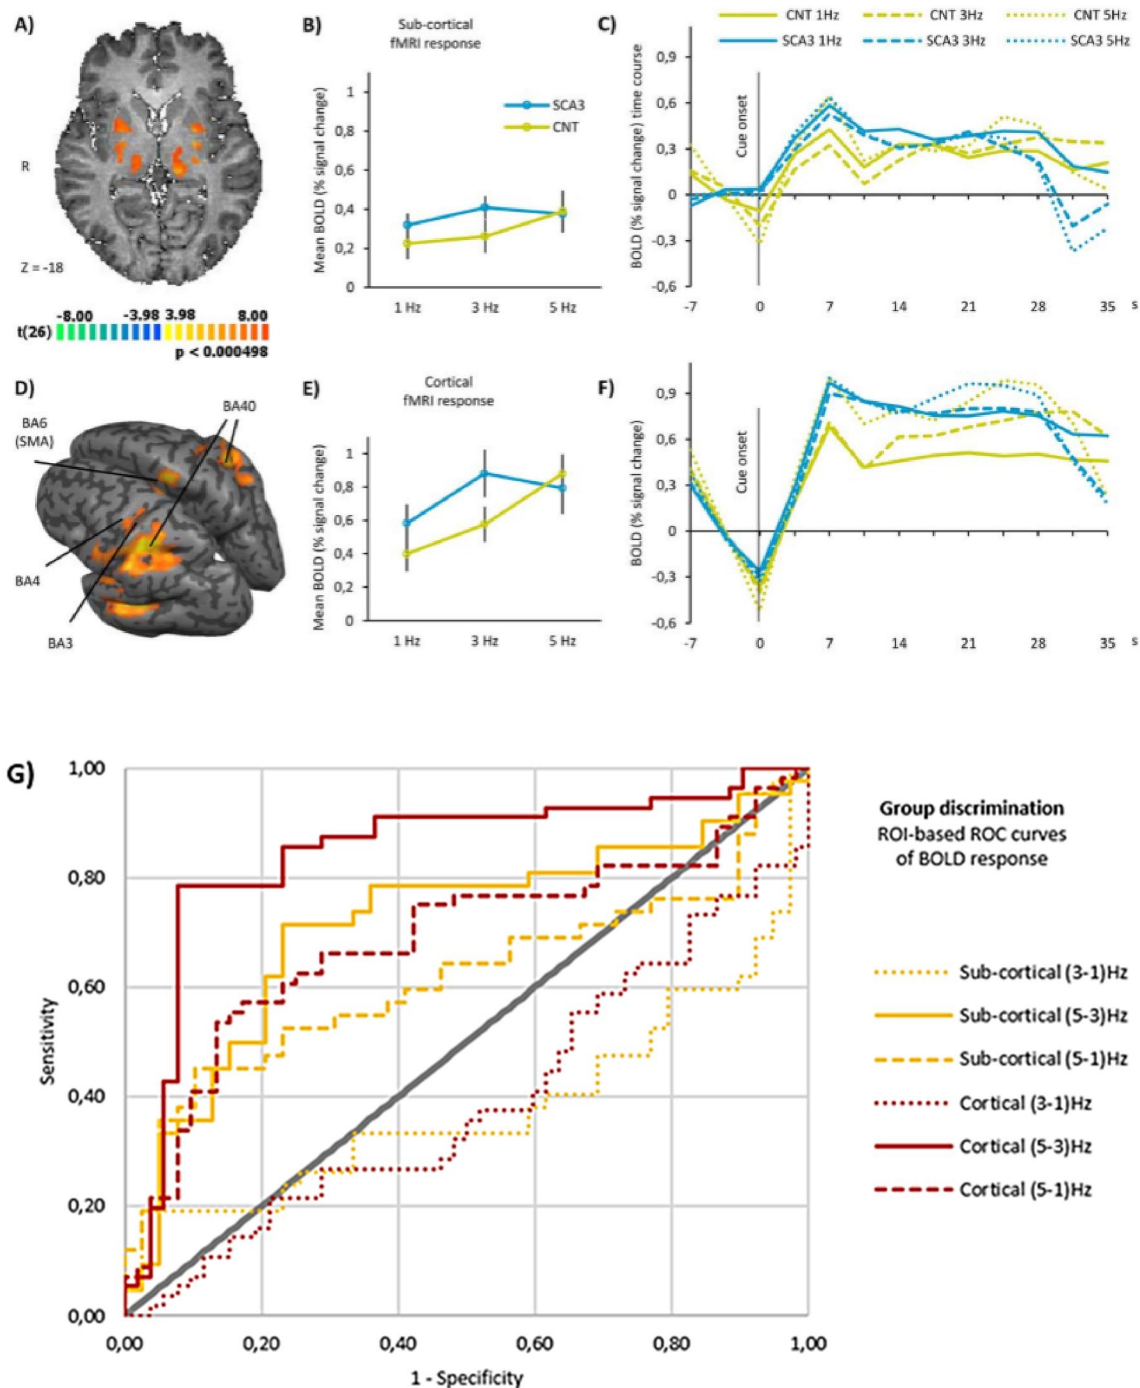 A)
R
Z = -18
-8.00 -3.98 3.98 8.00
t(26)
p < 0.000498
B)
Sub-cortical
fMRI response
Mean BOLD (% signal change)
1
0,8
0,6
0,4
0,2
0
1 Hz 3 Hz 5 Hz
SCA3
CNT
C)
CNT 1Hz CNT 3Hz CNT 5Hz
SCA3 1Hz SCA3 3Hz SCA3 5Hz
BOLD (% signal change) time course
Cue onset
0,9
0,6
0,3
0
-0,3
-0,6
-7 0 7 14 21 28 35 s
D)
BA40
BA6
(SMA)
BA4
BA3
E)
Cortical
fMRI response
Mean BOLD (% signal change)
1
0,8
0,6
0,4
0,2
0
1 Hz 3 Hz 5 Hz
F)
BOLD (% signal change)
Cue onset
0,9
0,6
0,3
0
-0,3
-0,6
-7 0 7 14 21 28 35 s
G)
Sensitivity
1,00
0,80
0,60
0,40
0,20
0,00
0,00 0,20 0,40 0,60 0,80 1,00
1 - Specificity
Group discrimination
ROI-based ROC curves
of BOLD response
Sub-cortical (3-1)Hz
Sub-cortical (5-3)Hz
Sub-cortical (5-1)Hz
Cortical (3-1)Hz
Cortical (5-3)Hz
Cortical (5-1)Hz